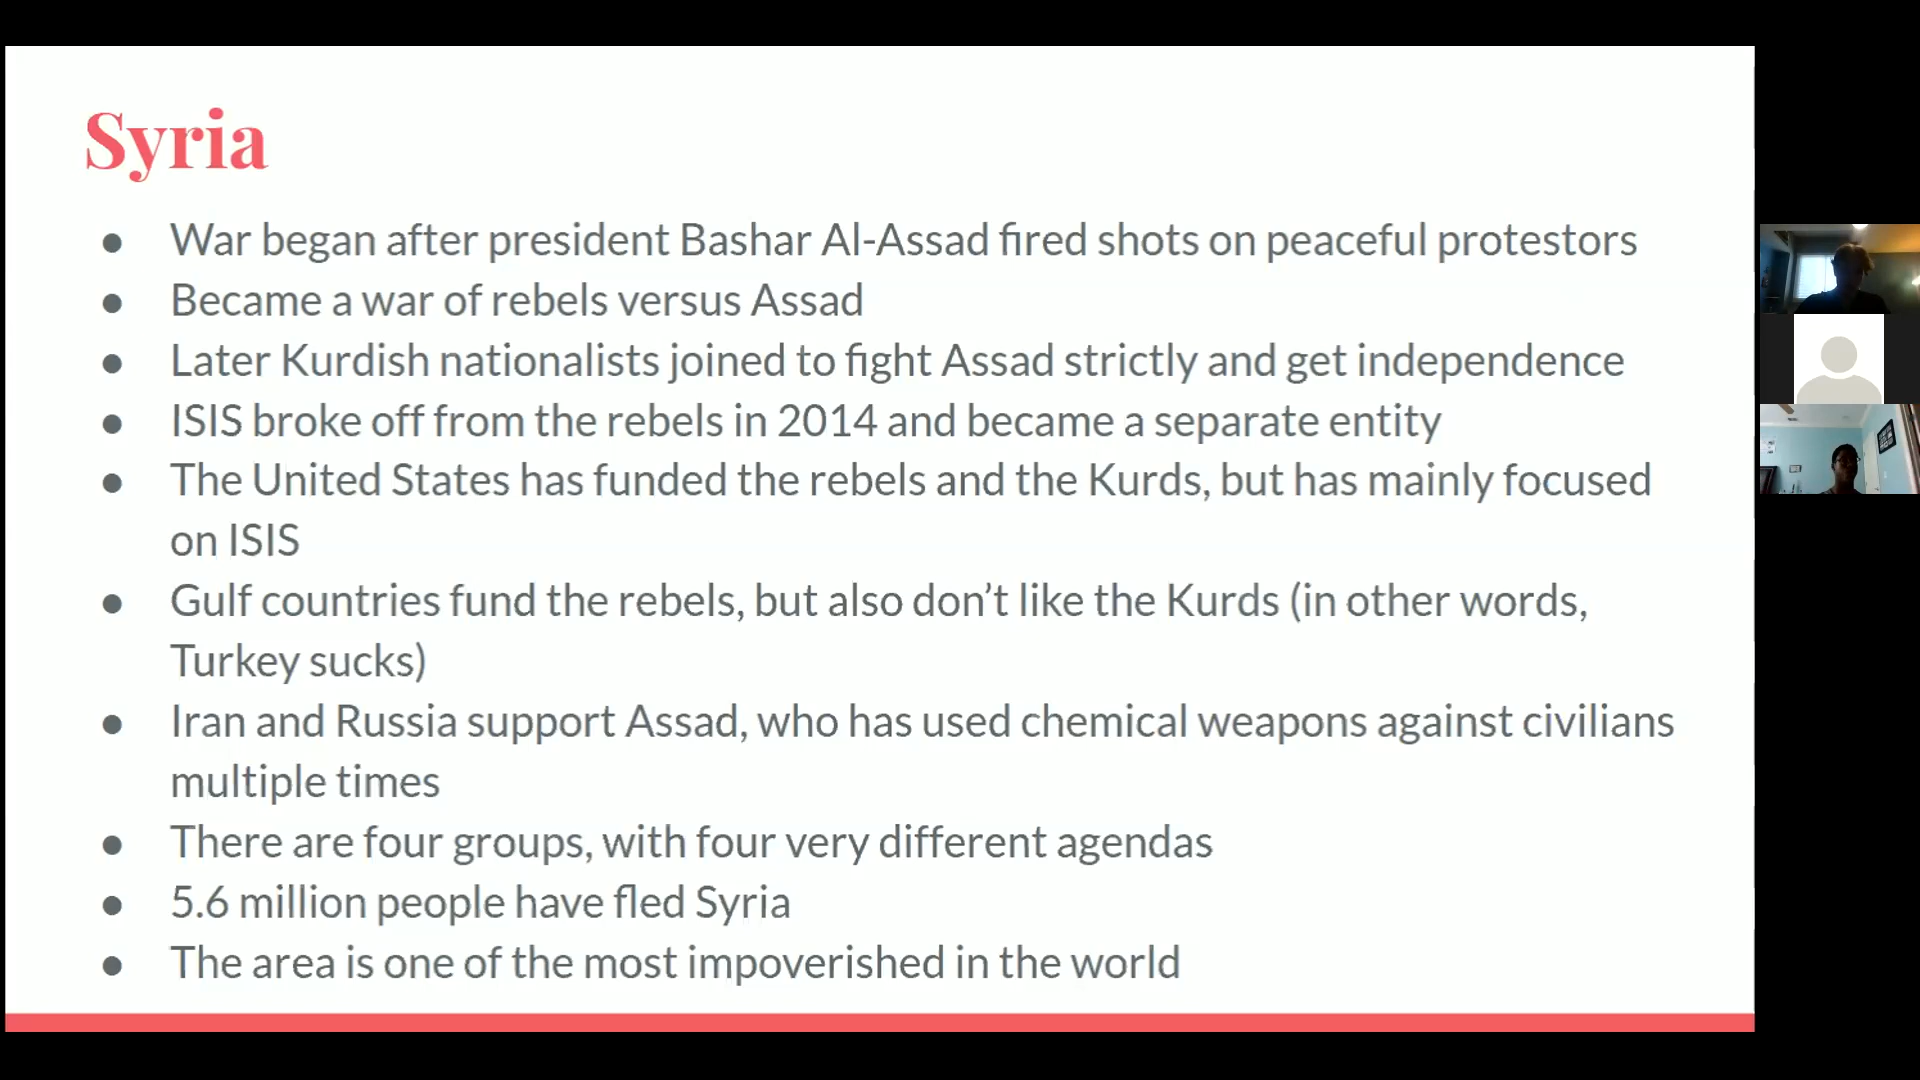 Syria
● War began after president Bashar Al-Assad fired shots on peaceful protestors
● Became a war of rebels versus Assad
● Later Kurdish nationalists joined to fight Assad strictly and get independence
● ISIS broke off from the rebels in 2014 and became a separate entity
● The United States has funded the rebels and the Kurds, but has mainly focused
on ISIS
● Gulf countries fund the rebels, but also don’t like the Kurds (in other words,
Turkey sucks)
● Iran and Russia support Assad, who has used chemical weapons against civilians
multiple times
● There are four groups, with four very different agendas
● 5.6 million people have fled Syria
● The area is one of the most impoverished in the world